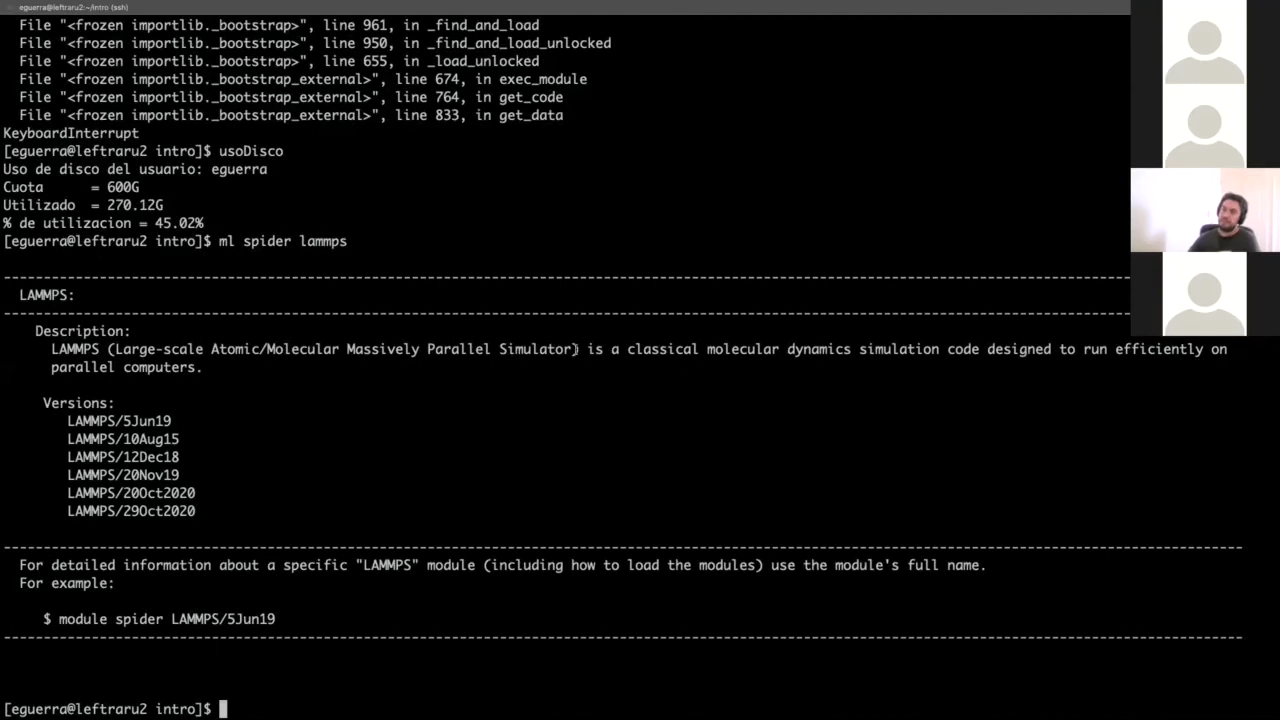 eguerra@leftraru2:~/intro (ssh)
File "<frozen importlib._bootstrap>", line 961, in _find_and_load
File "<frozen importlib._bootstrap>", line 950, in _find_and_load_unlocked
File "<frozen importlib._bootstrap>", line 655, in _load_unlocked
File "<frozen importlib._bootstrap_external>", line 674, in exec_module
File "<frozen importlib._bootstrap_external>", line 764, in get_code
File "<frozen importlib._bootstrap_external>", line 833, in get_data
KeyboardInterrupt
[eguerra@leftraru2 intro]$ usoDisco
Uso de disco del usuario: eguerra
Cuota = 600G
Utilizado = 270.12G
% de utilizacion = 45.02%
[eguerra@leftraru2 intro]$ ml spider lammps
LAMMPS:
Description:
LAMMPS (Large-scale Atomic/Molecular Massively Parallel Simulator) is a classical molecular dynamics simulation code designed to run efficiently on
parallel computers.
Versions:
LAMMPS/5Jun19
LAMMPS/10Aug15
LAMMPS/12Dec18
LAMMPS/20Nov19
LAMMPS/20Oct2020
LAMMPS/29Oct2020
For detailed information about a specific "LAMMPS" module (including how to load the modules) use the module's full name.
For example:
$ module spider LAMMPS/5Jun19
[eguerra@leftraru2 intro]$